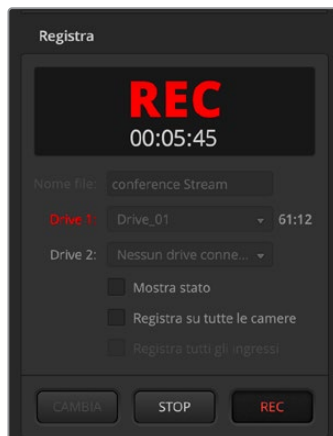 Registra
REC
00:05:45
Nome file: conference Stream
Drive 1: Drive_01 61:12
Drive 2: Nessun drive conne...
Mostra stato
Registra su tutte le camere
Registra tutti gli ingressi
CAMBIA STOP REC